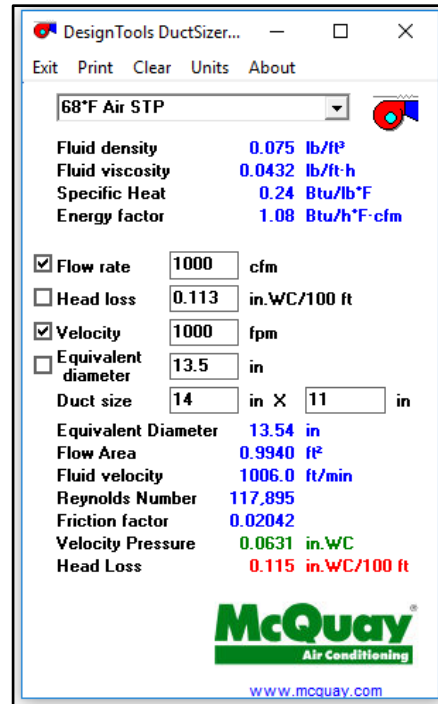 DesignTools DuctSizer...
Exit Print Clear Units About
68*F Air STP
Fluid density 0.075 lb/ft³
Fluid viscosity 0.0432 lb/ft·h
Specific Heat 0.24 Btu/lb*F
Energy factor 1.08 Btu/h*F·cfm
Flow rate 1000 cfm
Head loss 0.113 in.WC/100 ft
Velocity 1000 fpm
Equivalent diameter 13.5 in
Duct size 14 in X 11 in
Equivalent Diameter 13.54 in
Flow Area 0.9940 ft²
Fluid velocity 1006.0 ft/min
Reynolds Number 117,895
Friction factor 0.02042
Velocity Pressure 0.0631 in.WC
Head Loss 0.115 in.WC/100 ft
McQuay®
Air Conditioning
www.mcquay.com